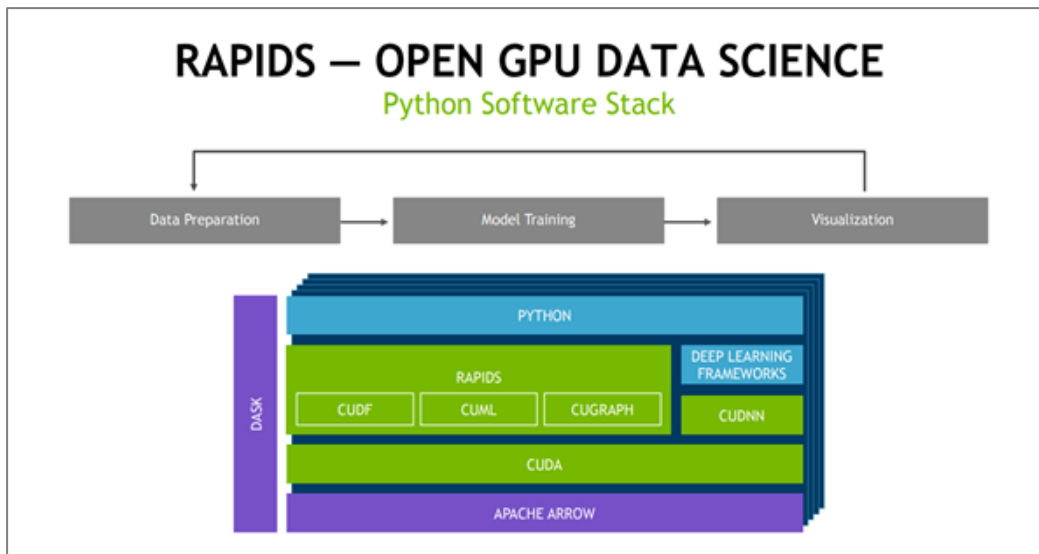 RAPIDS — OPEN GPU DATA SCIENCE
Python Software Stack
Data Preparation
Model Training
Visualization
DASK
PYTHON
RAPIDS
CUDF
CUML
CUGRAPH
DEEP LEARNING
FRAMEWORKS
CUDNN
CUDA
APACHE ARROW